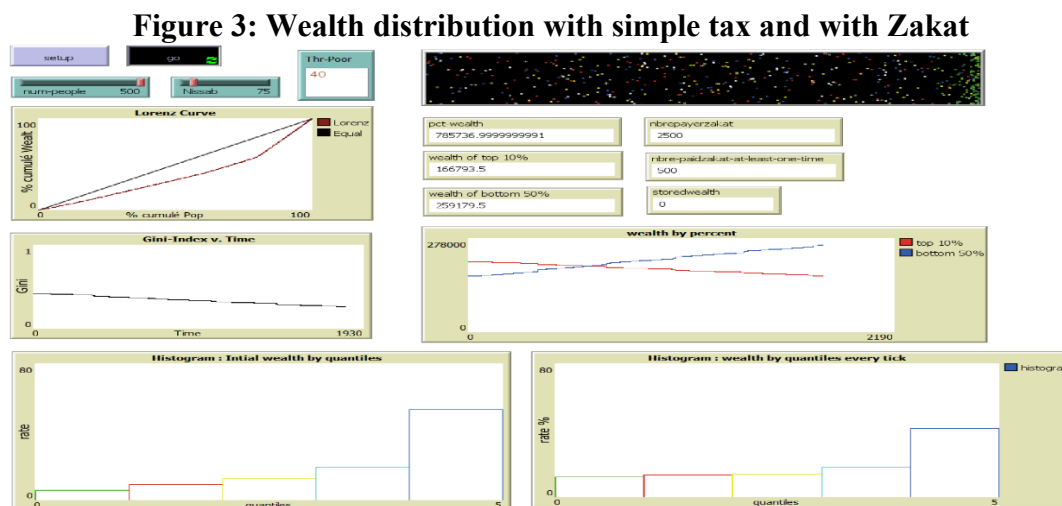 Figure 3: Wealth distribution with simple tax and with Zakat
setup
go
Thr-Poor
40
num-people 500
Nissab 75
Lorenz Curve
100
% cumulé Wealt
0
0
% cumulé Pop
100
Lorenz
Equal
pct wealth
785736.9999999991
nbrepayerzakat
2500
wealth of top 10%
166793.5
nbre-paidzakat-at-least-one-time
500
wealth of bottom 50%
259179.5
storedwealth
0
Gini-Index v. Time
1
Gini
0
0
Time
1930
wealth by percent
278000
0
0
2190
top 10%
bottom 50%
Histogram : Intial wealth by quantiles
80
rate
0
0
quantiles
5
Histogram : wealth by quantiles every tick
80
rate %
0
0
quantiles
5
histogra